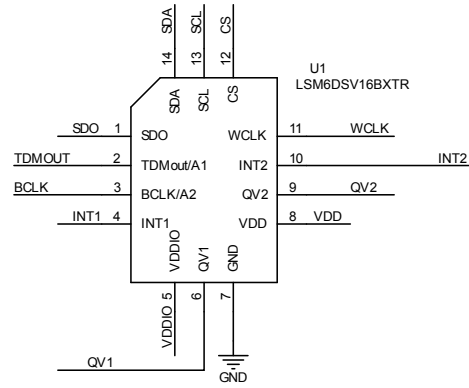 SDA
SCL
CS
14
13
12
U1
LSM6DSV16BXTR
SDA
SCL
CS
SDO 1 SDO WCLK 11 WCLK
TDMOUT 2 TDMout/A1 INT2 10 INT2
BCLK 3 BCLK/A2 QV2 9 QV2
INT1 4 INT1 VDD 8 VDD
VDDIO
QV1
GND
5
6
7
VDDIO
QV1
GND